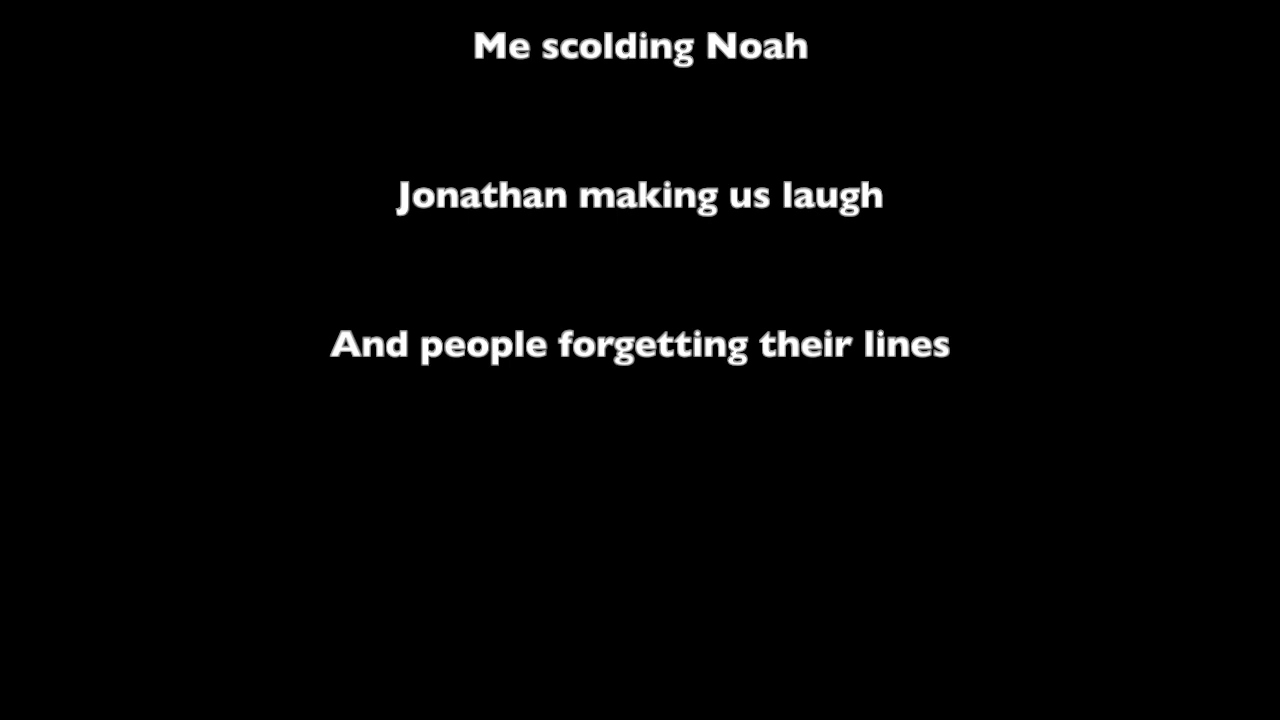 Me scolding Noah
Jonathan making us laugh
And people forgetting their lines